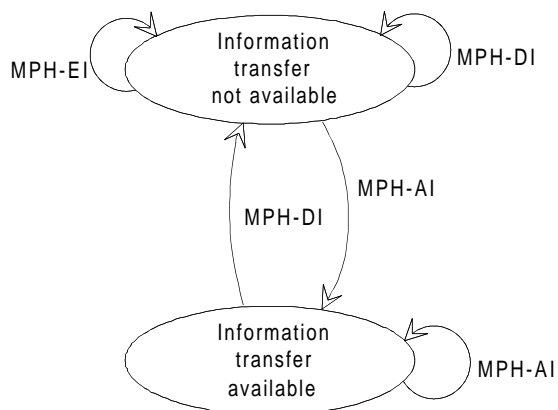 Information
transfer
not available
MPH-EI
MPH-DI
MPH-AI
MPH-DI
Information
transfer
available
MPH-AI